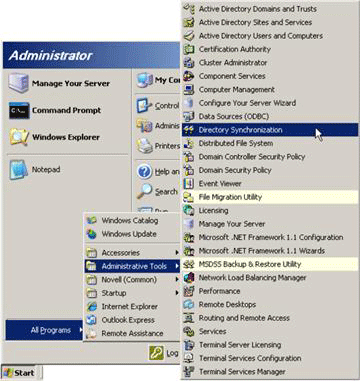 Administrator
Manage Your Server
Command Prompt
Windows Explorer
Notepad
My Co
Control
Adminis
Printers
Help an
Search
Windows Catalog
Windows Update
Accessories
Administrative Tools
Novell (Common)
Startup
Internet Explorer
Outlook Express
Remote Assistance
All Programs
Log
Start
Active Directory Domains and Trusts
Active Directory Sites and Services
Active Directory Users and Computers
Certification Authority
Cluster Administrator
Component Services
Computer Management
Configure Your Server Wizard
Data Sources (ODBC)
Directory Synchronization
Distributed File System
Domain Controller Security Policy
Domain Security Policy
Event Viewer
File Migration Utility
Licensing
Manage Your Server
Microsoft .NET Framework 1.1 Configuration
Microsoft .NET Framework 1.1 Wizards
MSDSS Backup & Restore Utility
Network Load Balancing Manager
Performance
Remote Desktops
Routing and Remote Access
Services
Terminal Server Licensing
Terminal Services Configuration
Terminal Services Manager